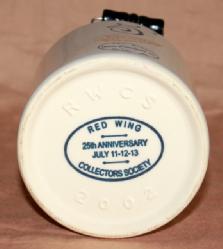 RWCS
RED WING
25th ANNIVERSARY
JULY 11-12-13
COLLECTORS SOCIETY
2002